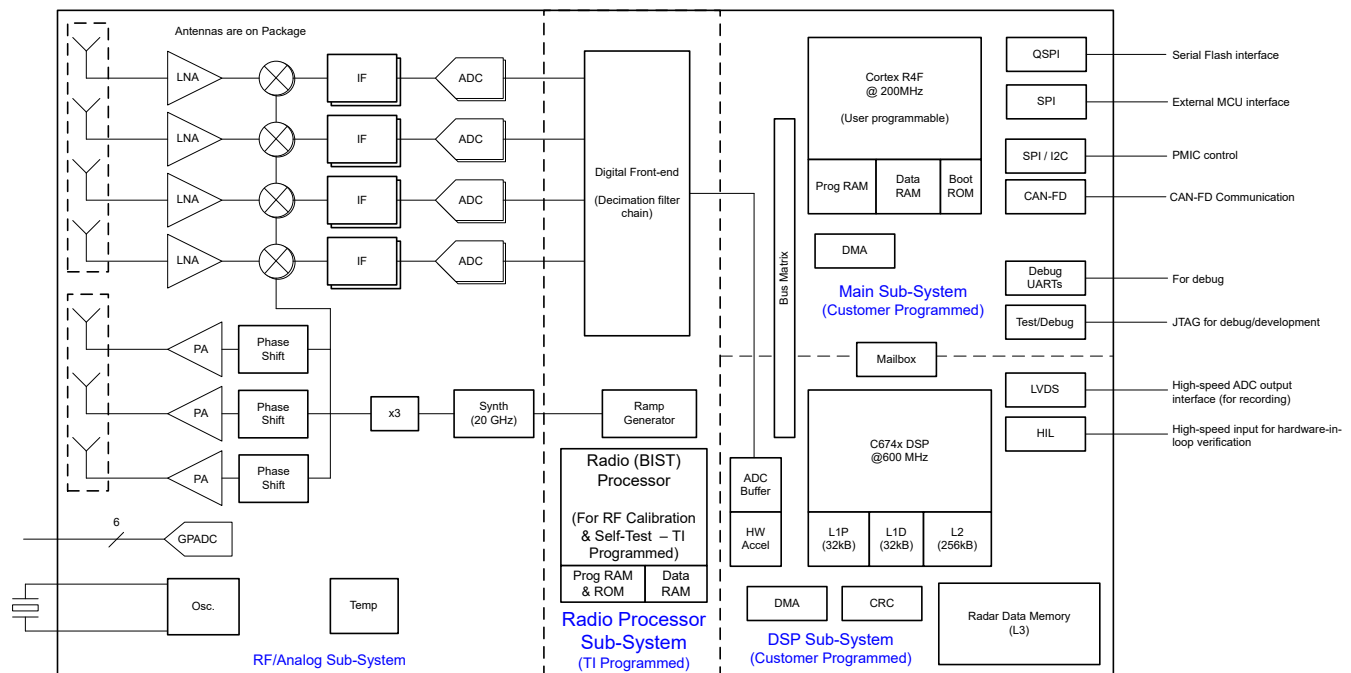 Antennas are on Package
LNA
IF
ADC
LNA
IF
ADC
LNA
IF
ADC
LNA
IF
ADC
PA
Phase
Shift
PA
Phase
Shift
PA
Phase
Shift
x3
Synth
(20 GHz)
6
GPADC
Osc.
Temp
RF/Analog Sub-System
Digital Front-end
(Decimation filter
chain)
Ramp
Generator
Radio (BIST)
Processor
(For RF Calibration
& Self-Test – TI
Programmed)
Prog RAM
& ROM
Data
RAM
Radio Processor
Sub-System
(TI Programmed)
Bus Matrix
Cortex R4F
@ 200MHz
(User programmable)
Prog RAM
Data
RAM
Boot
ROM
DMA
Main Sub-System
(Customer Programmed)
QSPI
Serial Flash interface
SPI
External MCU interface
SPI / I2C
PMIC control
CAN-FD
CAN-FD Communication
Debug
UARTs
For debug
Test/Debug
JTAG for debug/development
Mailbox
LVDS
High-speed ADC output
interface (for recording)
HIL
High-speed input for hardware-in-
loop verification
C674x DSP
@600 MHz
L1P
(32kB)
L1D
(32kB)
L2
(256kB)
ADC
Buffer
HW
Accel
DMA
CRC
DSP Sub-System
(Customer Programmed)
Radar Data Memory
(L3)